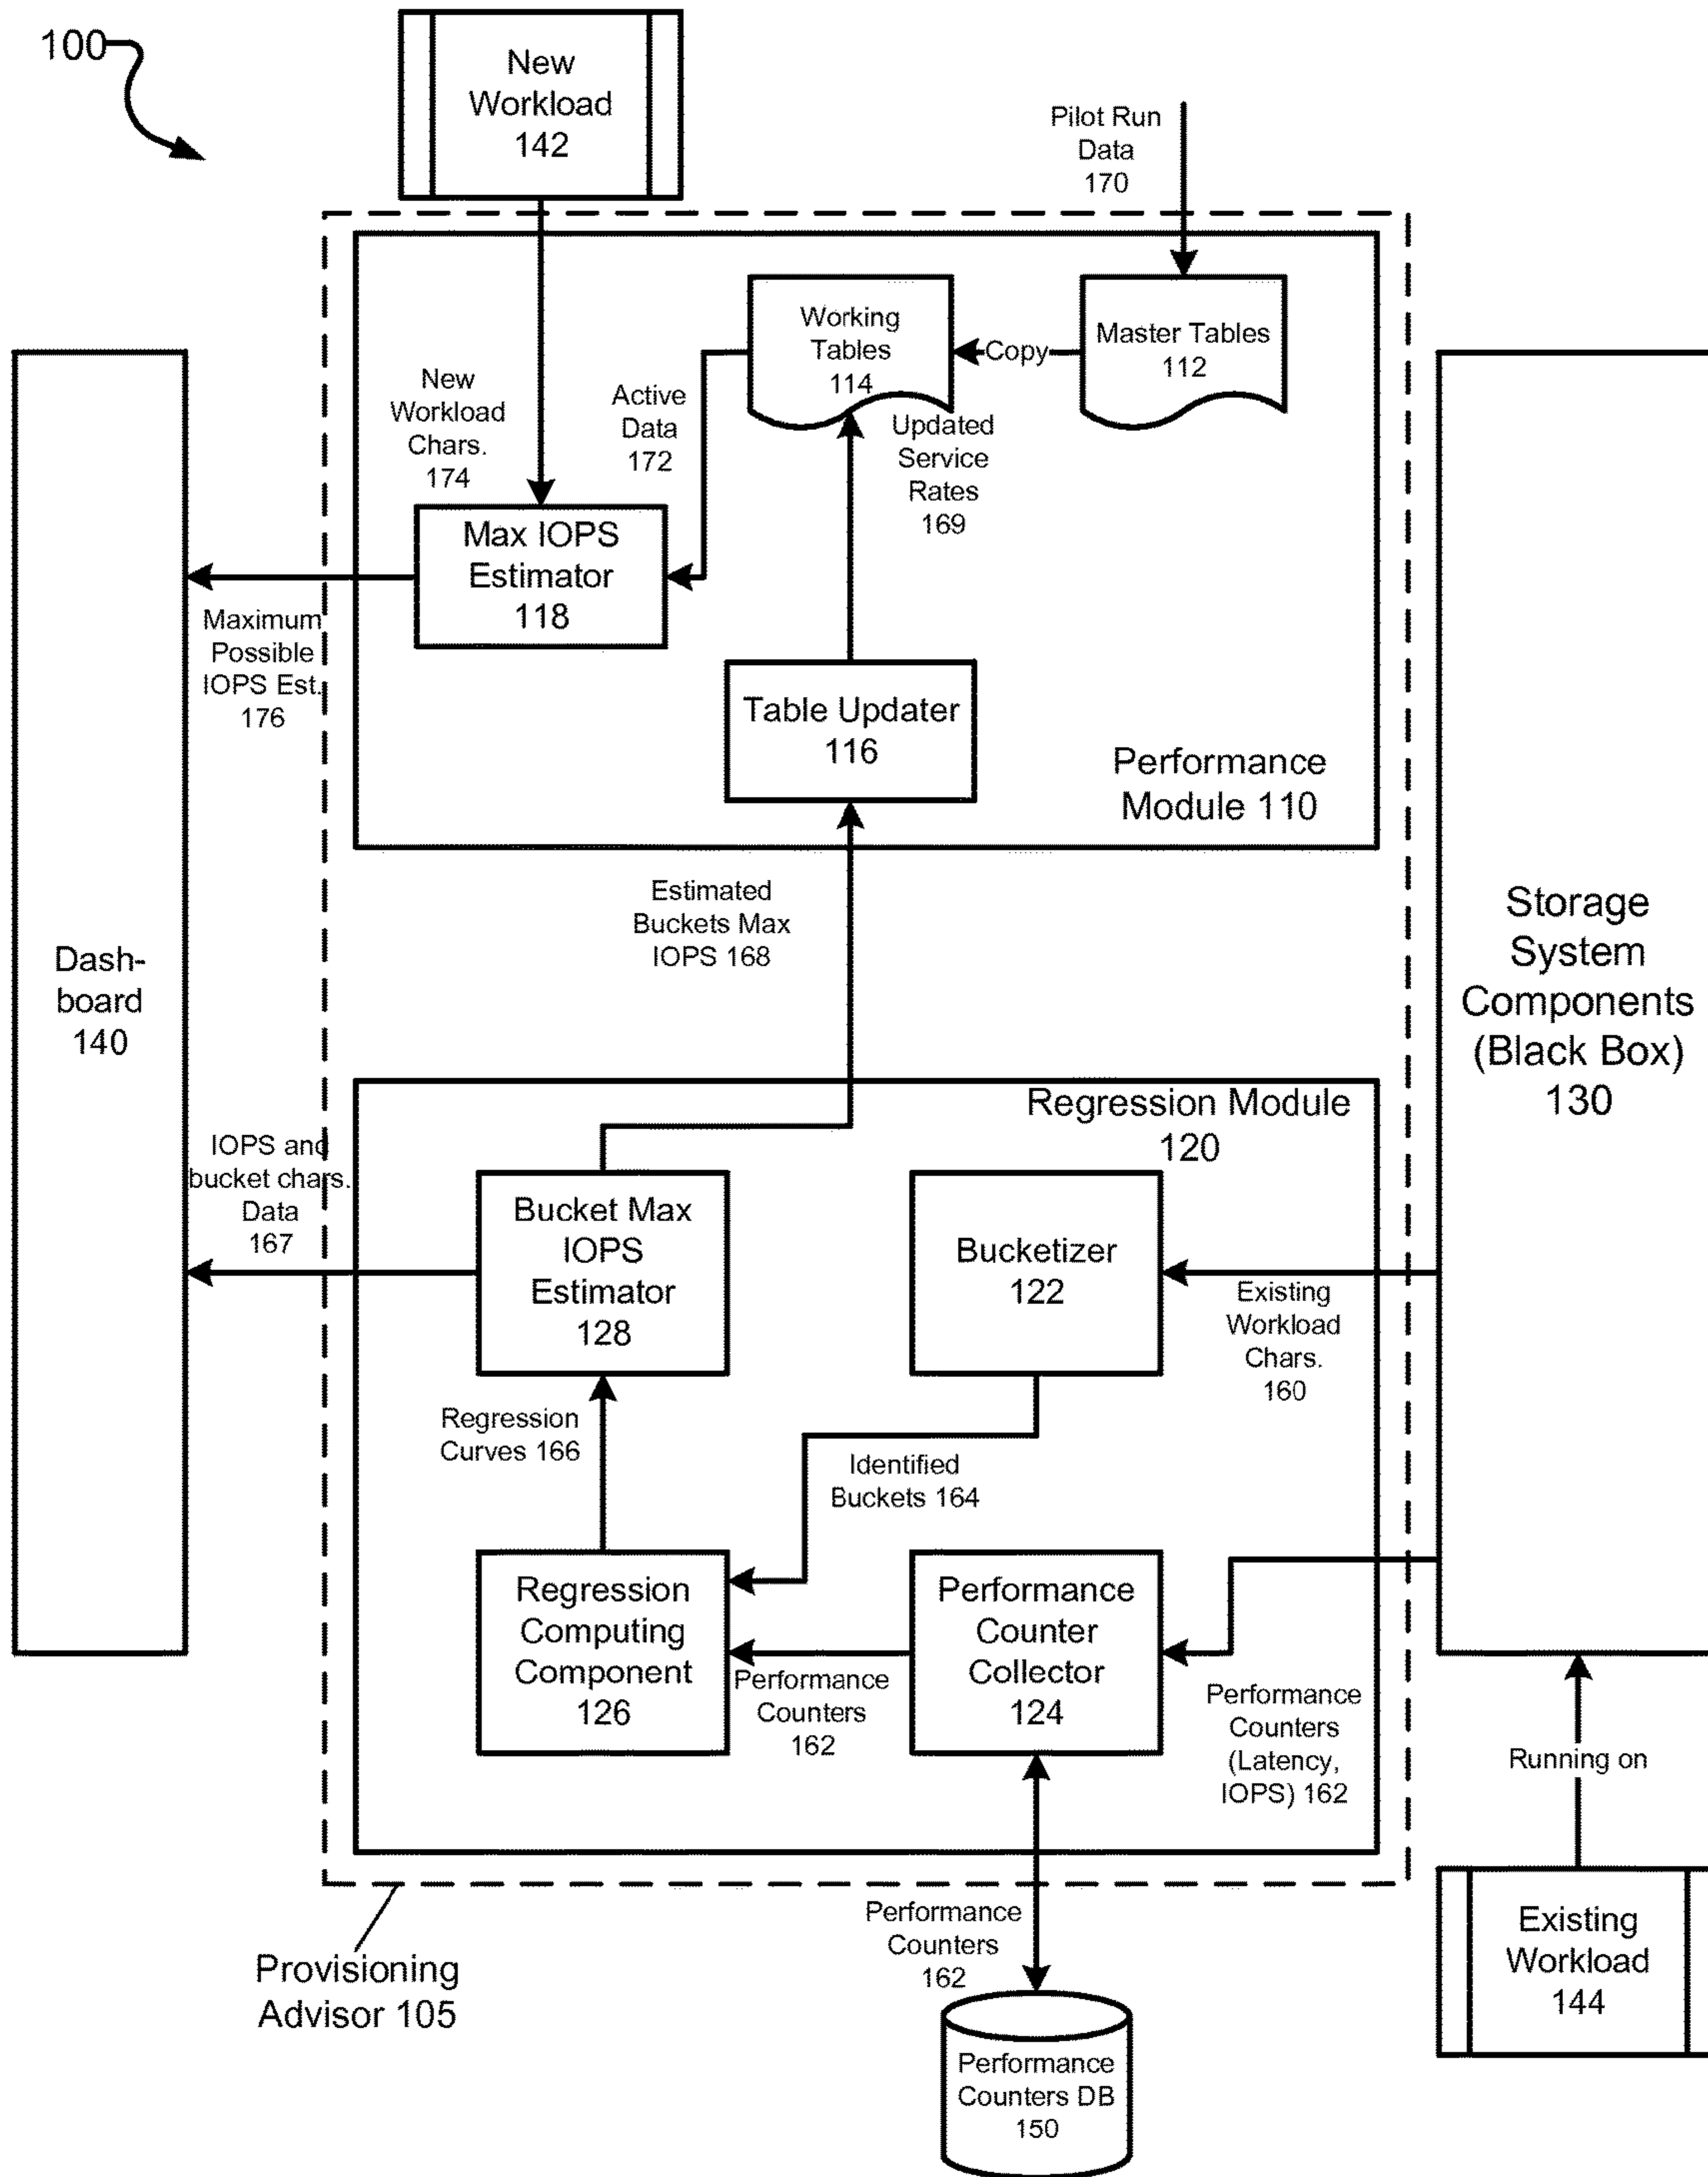 100
New
Workload
142
Pilot Run
Data
170
Working
Tables
114
Copy
Master Tables
112
New
Workload
Chars.
174
Active
Data
172
Updated
Service
Rates
169
Max IOPS
Estimator
118
Maximum
Possible
IOPS Est.
176
Table Updater
116
Performance
Module 110
Estimated
Buckets Max
IOPS 168
Dash-
board
140
Storage
System
Components
(Black Box)
130
Regression Module
120
IOPS and
bucket chars.
Data
167
Bucket Max
IOPS
Estimator
128
Bucketizer
122
Existing
Workload
Chars.
160
Regression
Curves 166
Identified
Buckets 164
Regression
Computing
Component
126
Performance
Counters
162
Performance
Counter
Collector
124
Performance
Counters
(Latency,
IOPS) 162
Running on
Existing
Workload
144
Performance
Counters
162
Provisioning
Advisor 105
Performance
Counters DB
150